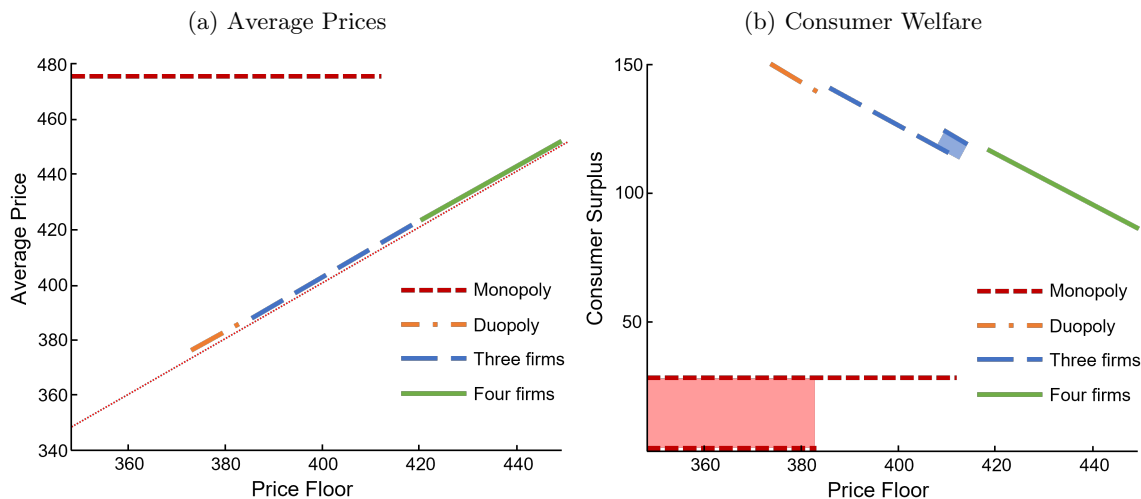 (a) Average Prices
480
460
440
420
400
380
360
340
360
380
400
420
440
Average Price
Price Floor
Monopoly
Duopoly
Three firms
Four firms
(b) Consumer Welfare
150
100
50
360
380
400
420
440
Consumer Surplus
Price Floor
Monopoly
Duopoly
Three firms
Four firms